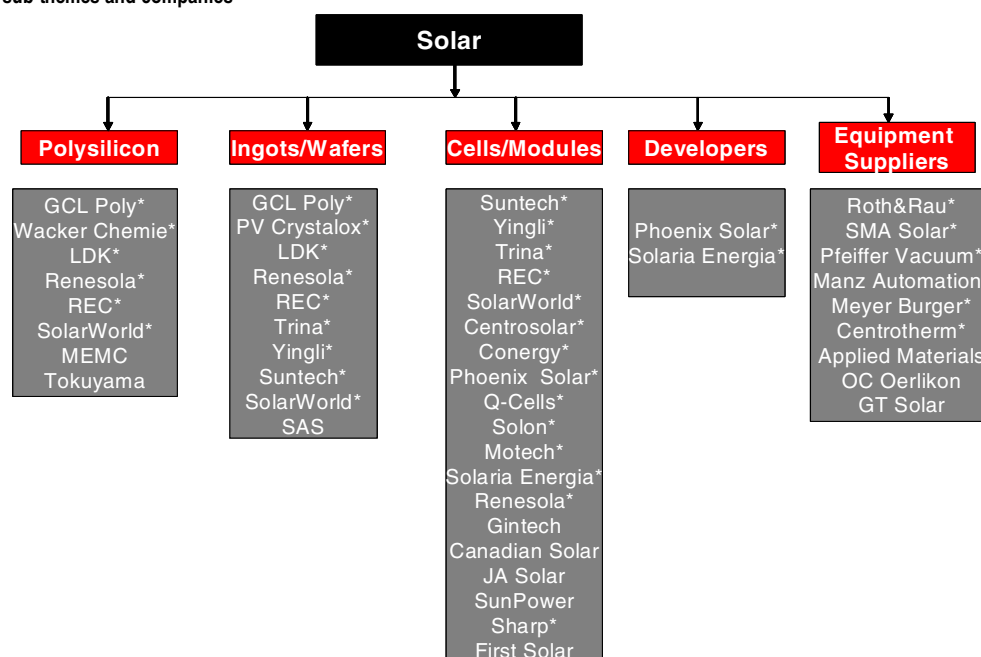 sub-themes and companies
Solar
Polysilicon
GCL Poly*
Wacker Chemie*
LDK*
Renesola*
REC*
SolarWorld*
MEMC
Tokuyama
Ingots/Wafers
GCL Poly*
PV Crystalox*
LDK*
Renesola*
REC*
Trina*
Yingli*
Suntech*
SolarWorld*
SAS
Cells/Modules
Suntech*
Yingli*
Trina*
REC*
SolarWorld*
Centrosolar*
Conergy*
Phoenix Solar*
Q-Cells*
Solon*
Motech*
Solaria Energia*
Renesola*
Gintech
Canadian Solar
JA Solar
SunPower
Sharp*
First Solar
Developers
Phoenix Solar*
Solaria Energia*
Equipment
Suppliers
Roth&Rau*
SMA Solar*
Pfeiffer Vacuum*
Manz Automation
Meyer Burger*
Centrotherm*
Applied Materials
OC Oerlikon
GT Solar